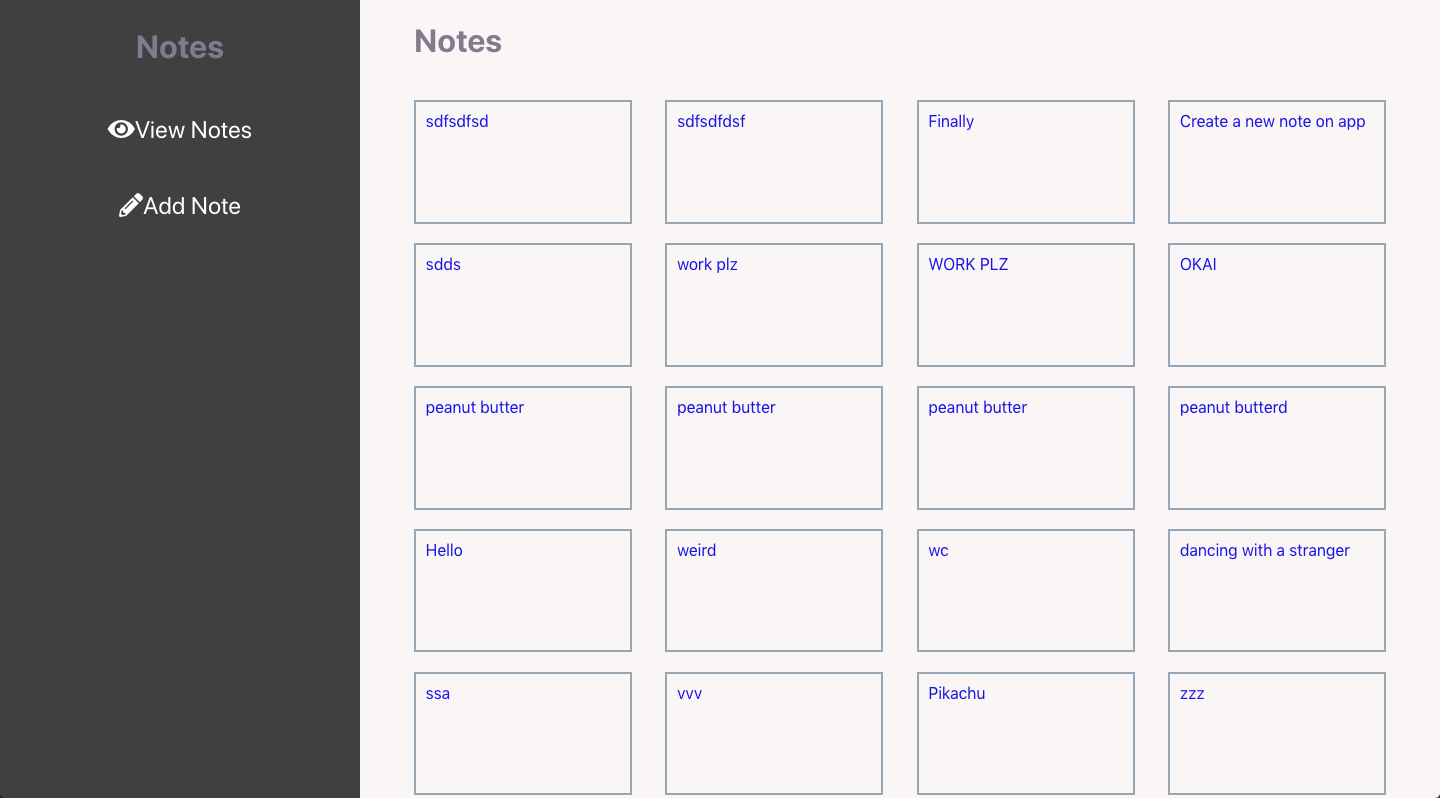 Notes
View Notes
Add Note
Notes
sdfsdfsd
sdfsdfdsf
Finally
Create a new note on app
sdds
work plz
WORK PLZ
OKAI
peanut butter
peanut butter
peanut butter
peanut butterd
Hello
weird
wc
dancing with a stranger
ssa
vvv
Pikachu
zzz